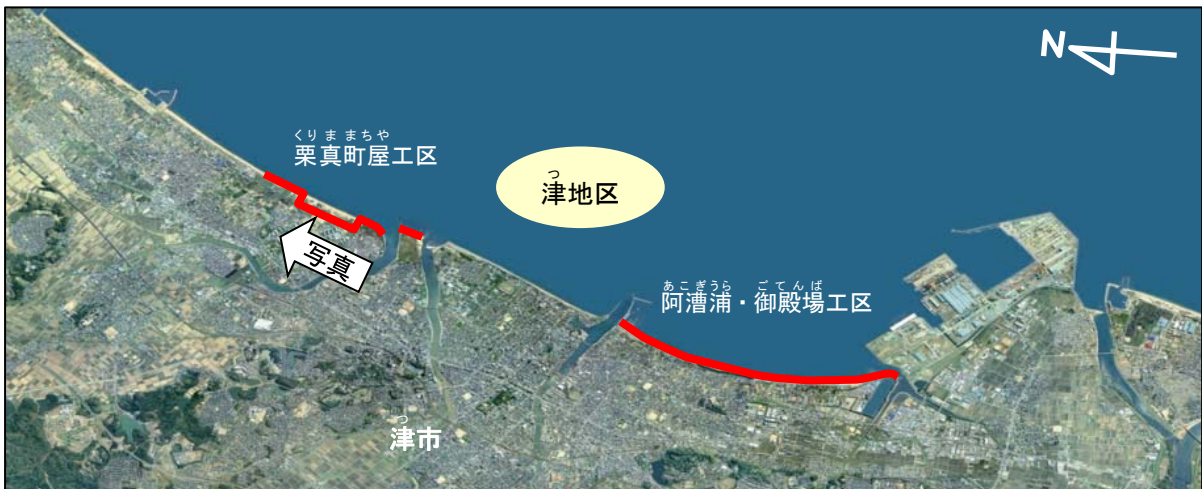 N
くりままちや
栗真町屋工区
つ
津地区
写真
あこぎうら ごてんば
阿漕浦・御殿場工区
つ
津市